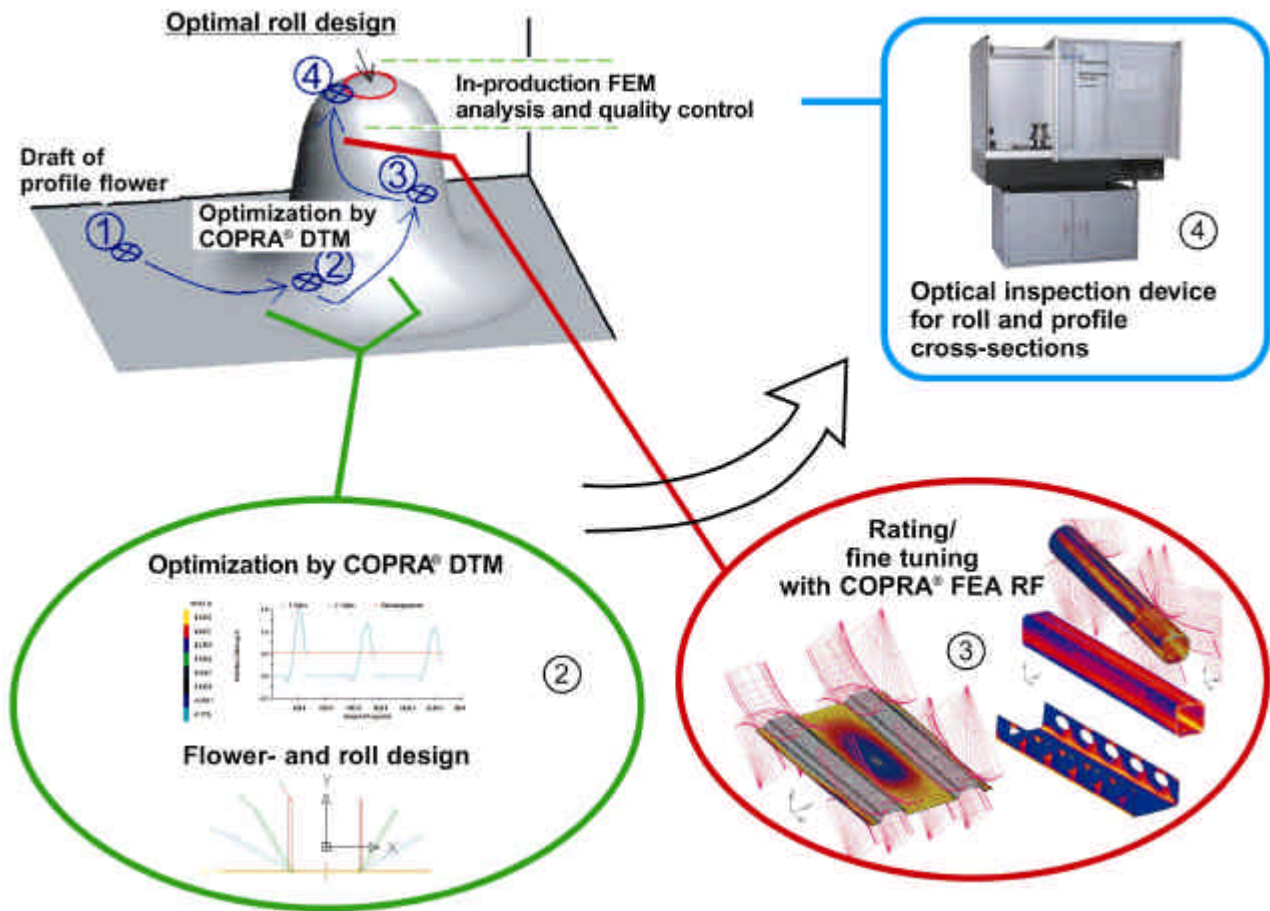 Optimal roll design
4
In-production FEM
analysis and quality control
Draft of
profile flower
3
Optimization by
COPRA® DTM
1
2
4
Optical inspection device
for roll and profile
cross-sections
Optimization by COPRA® DTM
2
Flower- and roll design
Y
X
Rating/
fine tuning
with COPRA® FEA RF
3